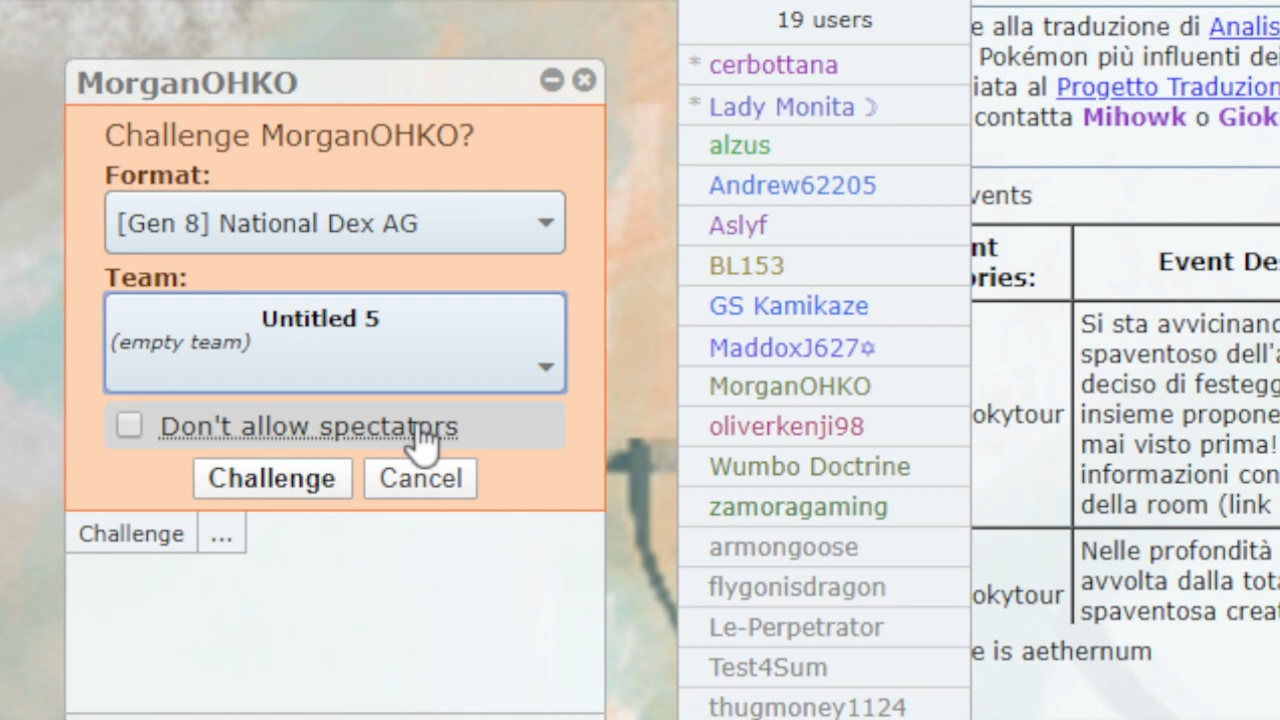 MorganOHKO
Challenge MorganOHKO?
Format:
[Gen 8] National Dex AG
Team:
Untitled 5
(empty team)
Don't allow spectators
Challenge
Cancel
Challenge
...
19 users
* cerbottana
* Lady Monita☽
alzus
Andrew62205
Aslyf
BL153
GS Kamikaze
MaddoxJ627✡
MorganOHKO
oliverkenji98
Wumbo Doctrine
zamoragaming
armongoose
flygonisdragon
Le-Perpetrator
Test4Sum
thugmoney1124
e alla traduzione di Analis
Pokémon più influenti dei
iata al Progetto Traduzion
contatta Mihowk o Giok
vents
nt
ories:
Event Des
okytour
Si sta avvicinand
spaventoso dell'a
deciso di festegg
insieme propone
mai visto prima!
informazioni con
della room (link
okytour
Nelle profondità
avvolta dalla tota
spaventosa creat
e is aethernum